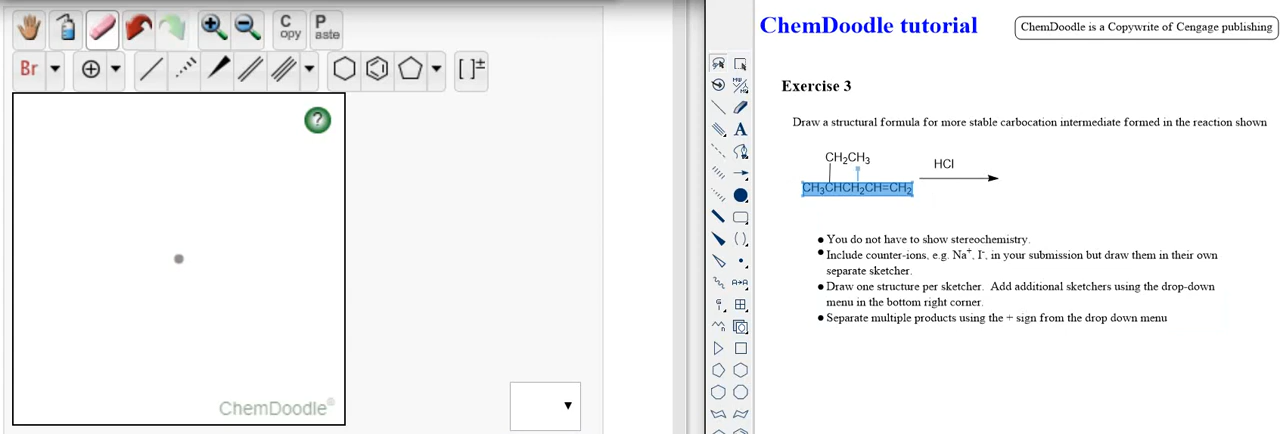 C opy
P aste
Br
[ ]±
?
ChemDoodle®
ChemDoodle tutorial
ChemDoodle is a Copywrite of Cengage publishing
A
Exercise 3
Draw a structural formula for more stable carbocation intermediate formed in the reaction shown
CH₂CH₃
HCl
CH₃CHCH₂CH=CH₂
• You do not have to show stereochemistry.
• Include counter-ions, e.g. Na⁺, I⁻, in your submission but draw them in their own
separate sketcher.
• Draw one structure per sketcher. Add additional sketchers using the drop-down
menu in the bottom right corner.
• Separate multiple products using the + sign from the drop down menu